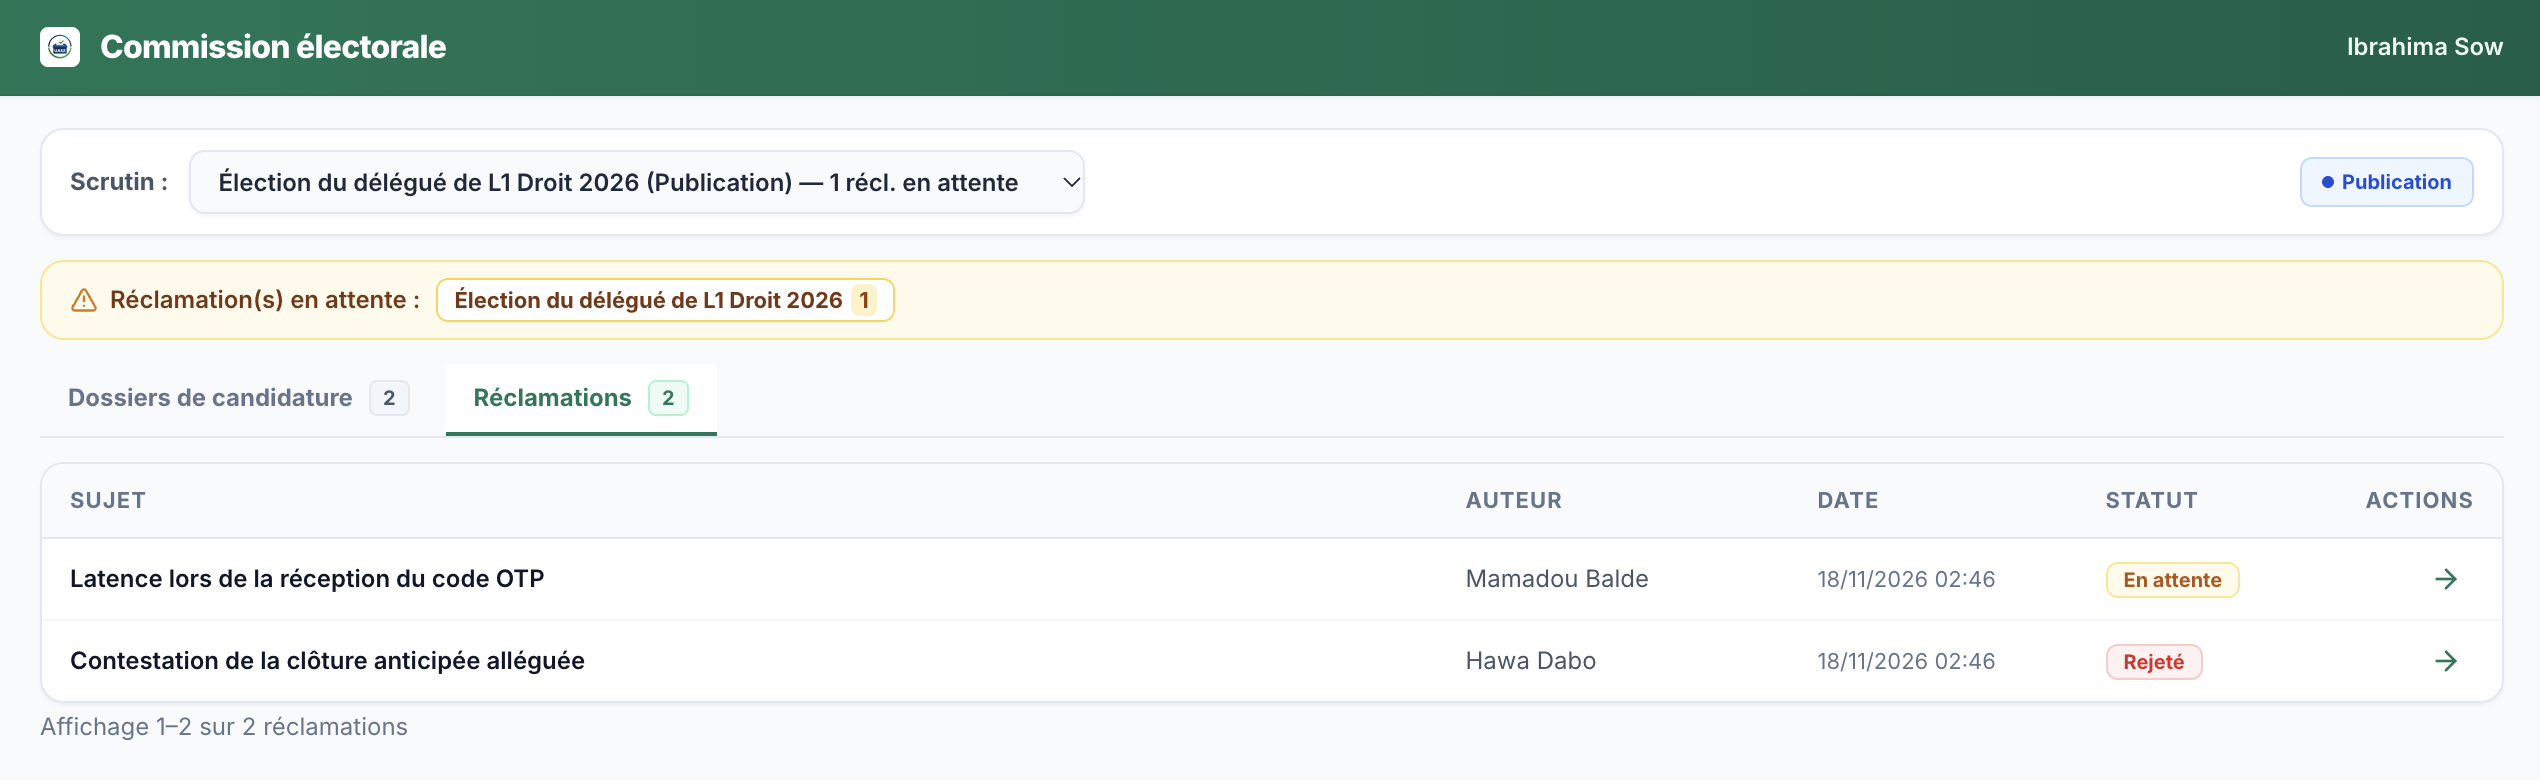 Commission électorale
Ibrahima Sow
Scrutin : Élection du délégué de L1 Droit 2026 (Publication) — 1 récl. en attente
Publication
Réclamation(s) en attente : Élection du délégué de L1 Droit 2026 1
Dossiers de candidature 2 Réclamations 2
SUJET AUTEUR DATE STATUT ACTIONS
Latence lors de la réception du code OTP Mamadou Balde 18/11/2026 02:46 En attente
Contestation de la clôture anticipée alléguée Hawa Dabo 18/11/2026 02:46 Rejeté
Affichage 1–2 sur 2 réclamations